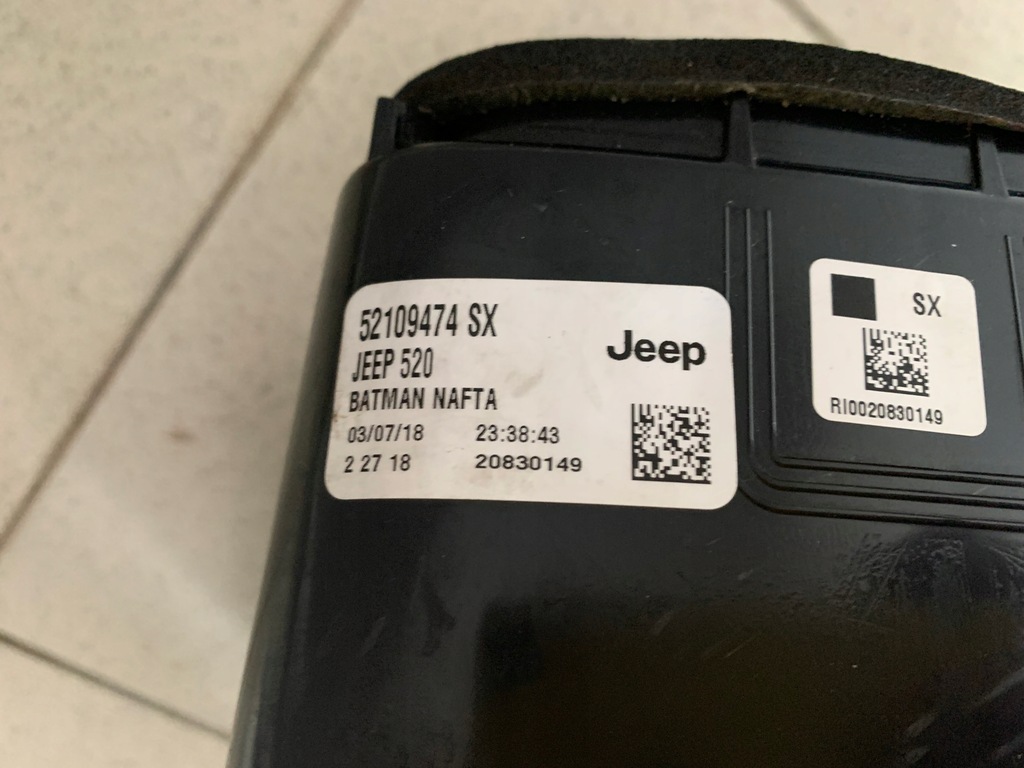 52109474 SX
JEEP 520
Jeep
BATMAN NAFTA
03/07/18 23:38:43
2 27 18 20830149
SX
RI0020830149